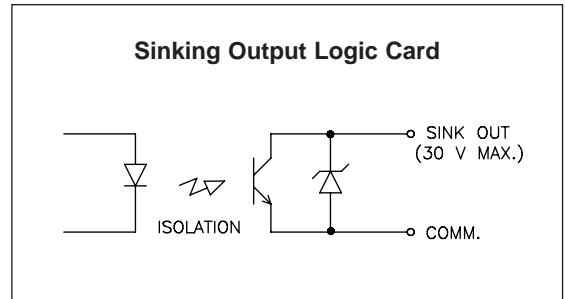 Sinking Output Logic Card
SINK OUT
(30 V MAX.)
ISOLATION
COMM.